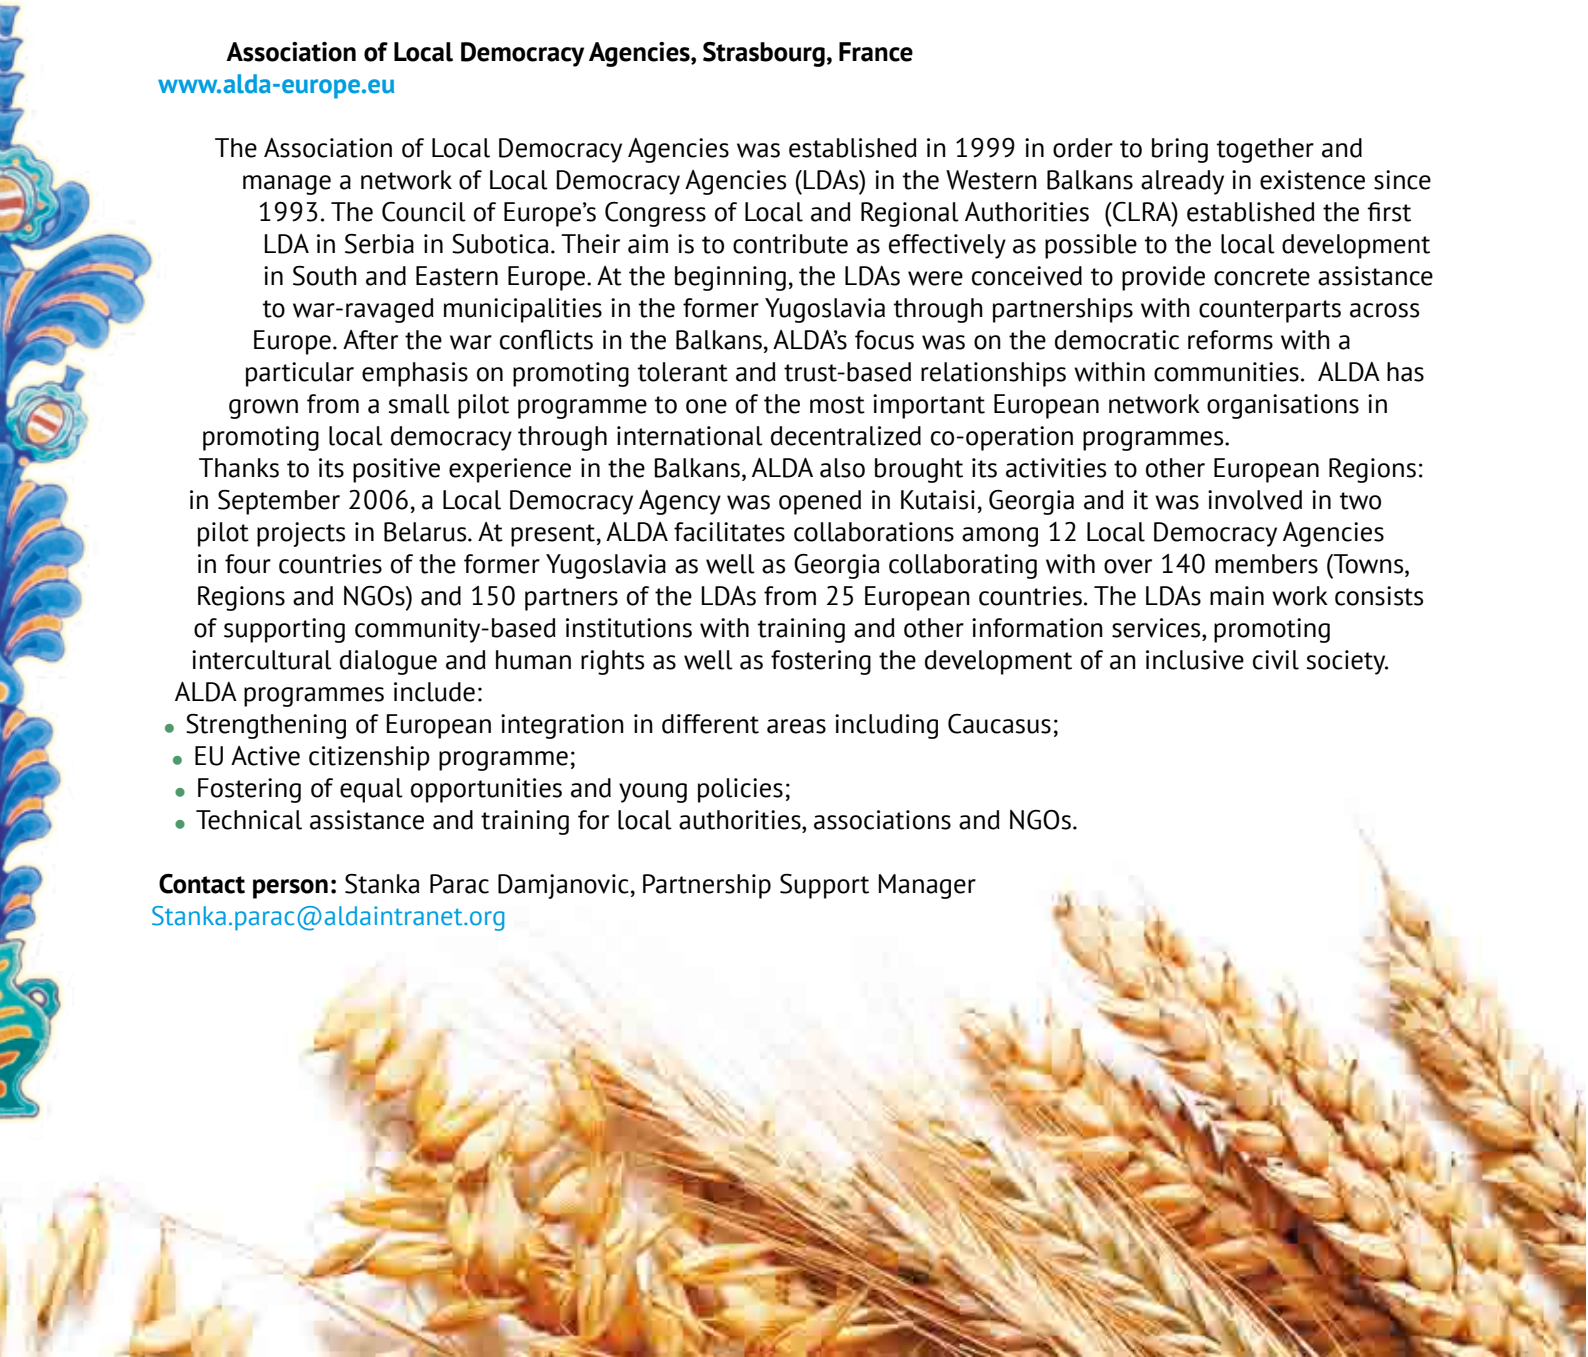 Association of Local Democracy Agencies, Strasbourg, France
www.alda-europe.eu
The Association of Local Democracy Agencies was established in 1999 in order to bring together and
manage a network of Local Democracy Agencies (LDAs) in the Western Balkans already in existence since
1993. The Council of Europe’s Congress of Local and Regional Authorities (CLRA) established the first
LDA in Serbia in Subotica. Their aim is to contribute as effectively as possible to the local development
in South and Eastern Europe. At the beginning, the LDAs were conceived to provide concrete assistance
to war-ravaged municipalities in the former Yugoslavia through partnerships with counterparts across
Europe. After the war conflicts in the Balkans, ALDA’s focus was on the democratic reforms with a
particular emphasis on promoting tolerant and trust-based relationships within communities. ALDA has
grown from a small pilot programme to one of the most important European network organisations in
promoting local democracy through international decentralized co-operation programmes.
Thanks to its positive experience in the Balkans, ALDA also brought its activities to other European Regions:
in September 2006, a Local Democracy Agency was opened in Kutaisi, Georgia and it was involved in two
pilot projects in Belarus. At present, ALDA facilitates collaborations among 12 Local Democracy Agencies
in four countries of the former Yugoslavia as well as Georgia collaborating with over 140 members (Towns,
Regions and NGOs) and 150 partners of the LDAs from 25 European countries. The LDAs main work consists
of supporting community-based institutions with training and other information services, promoting
intercultural dialogue and human rights as well as fostering the development of an inclusive civil society.
ALDA programmes include:
• Strengthening of European integration in different areas including Caucasus;
• EU Active citizenship programme;
• Fostering of equal opportunities and young policies;
• Technical assistance and training for local authorities, associations and NGOs.
Contact person: Stanka Parac Damjanovic, Partnership Support Manager
Stanka.parac@aldaintranet.org